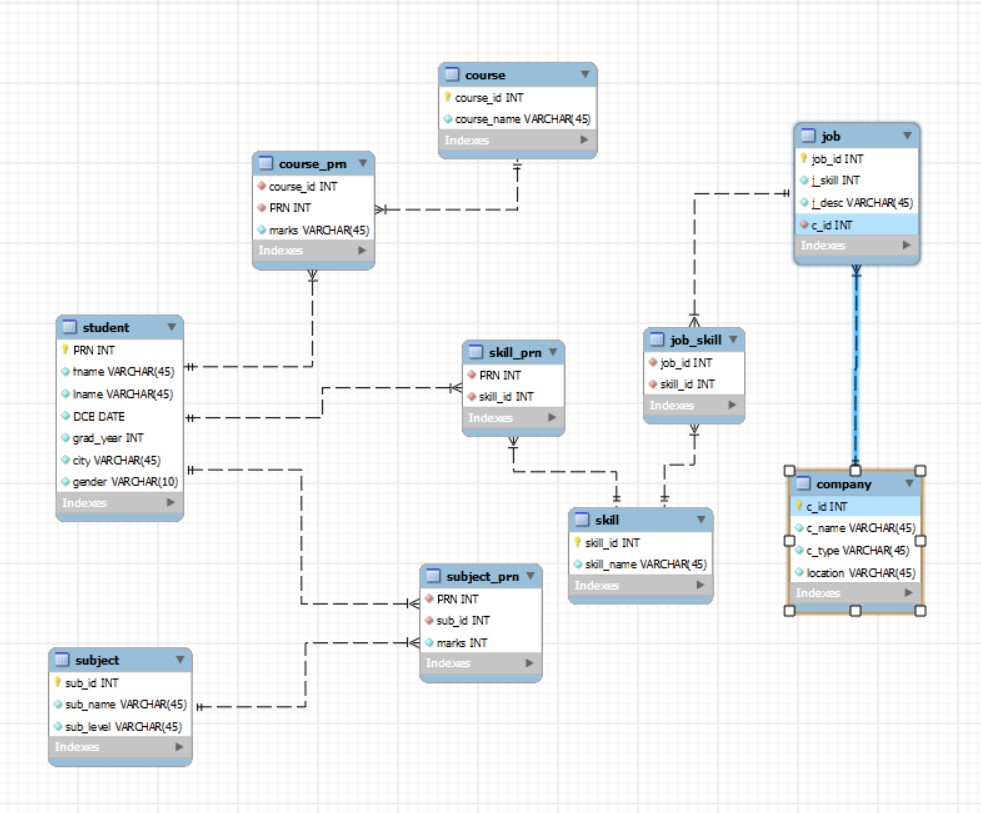 course
course_id INT
course_name VARCHAR(45)
Indexes
course_prn
course_id INT
PRN INT
marks VARCHAR(45)
Indexes
job
job_id INT
j_skill INT
j_desc VARCHAR(45)
c_id INT
Indexes
student
PRN INT
fname VARCHAR(45)
lname VARCHAR(45)
DOB DATE
grad_year INT
city VARCHAR(45)
gender VARCHAR(10)
Indexes
skill_prn
PRN INT
skill_id INT
Indexes
job_skill
job_id INT
skill_id INT
Indexes
company
c_id INT
c_name VARCHAR(45)
c_type VARCHAR(45)
location VARCHAR(45)
Indexes
skill
skill_id INT
skill_name VARCHAR(45)
Indexes
subject_prn
PRN INT
sub_id INT
marks INT
Indexes
subject
sub_id INT
sub_name VARCHAR(45)
sub_level VARCHAR(45)
Indexes